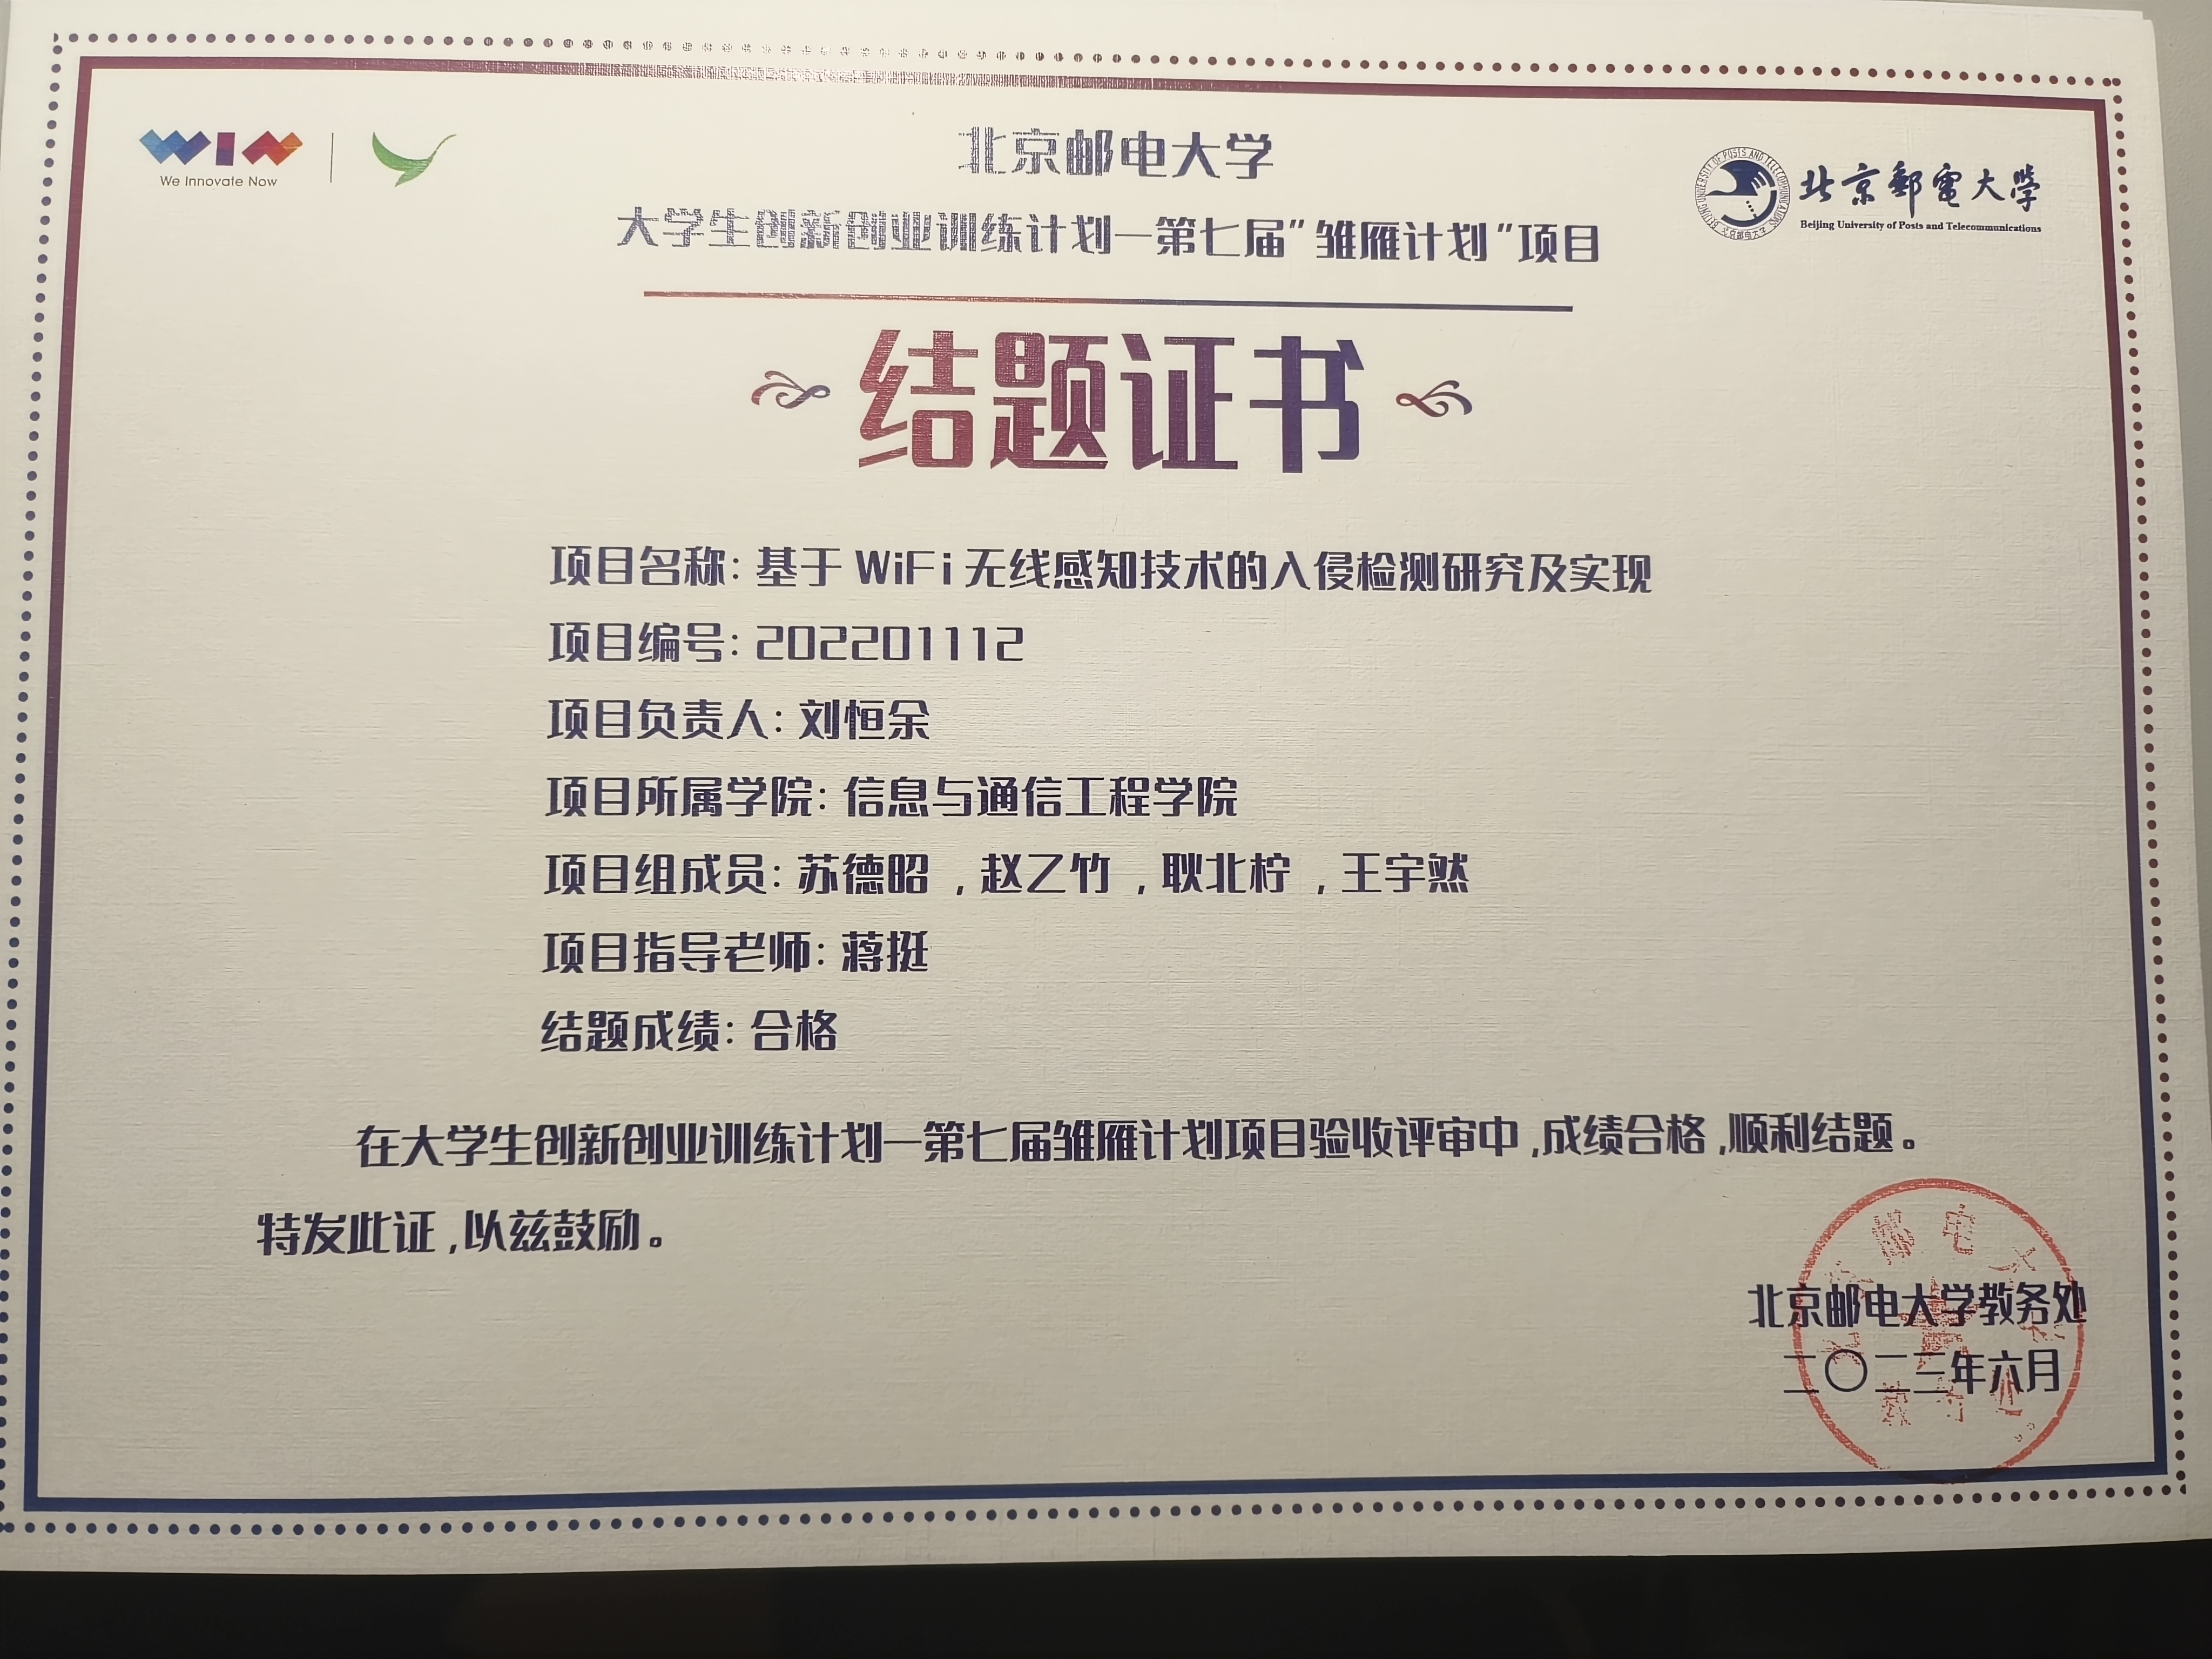 WIN
We Innovate Now
北京邮电大学
大学生创新创业训练计划—第七届"雏雁计划"项目
北京郵電大學
Beijing University of Posts and Telecommunications
结题证书
项目名称: 基于 WiFi 无线感知技术的入侵检测研究及实现
项目编号: 202201112
项目负责人: 刘恒余
项目所属学院: 信息与通信工程学院
项目组成员: 苏德昭 , 赵乙竹 , 耿北柠 , 王宇然
项目指导老师: 蒋挺
结题成绩: 合格
在大学生创新创业训练计划—第七届雏雁计划项目验收评审中,成绩合格,顺利结题。
特发此证,以兹鼓励。
北京邮电大学教务处
二〇二三年六月